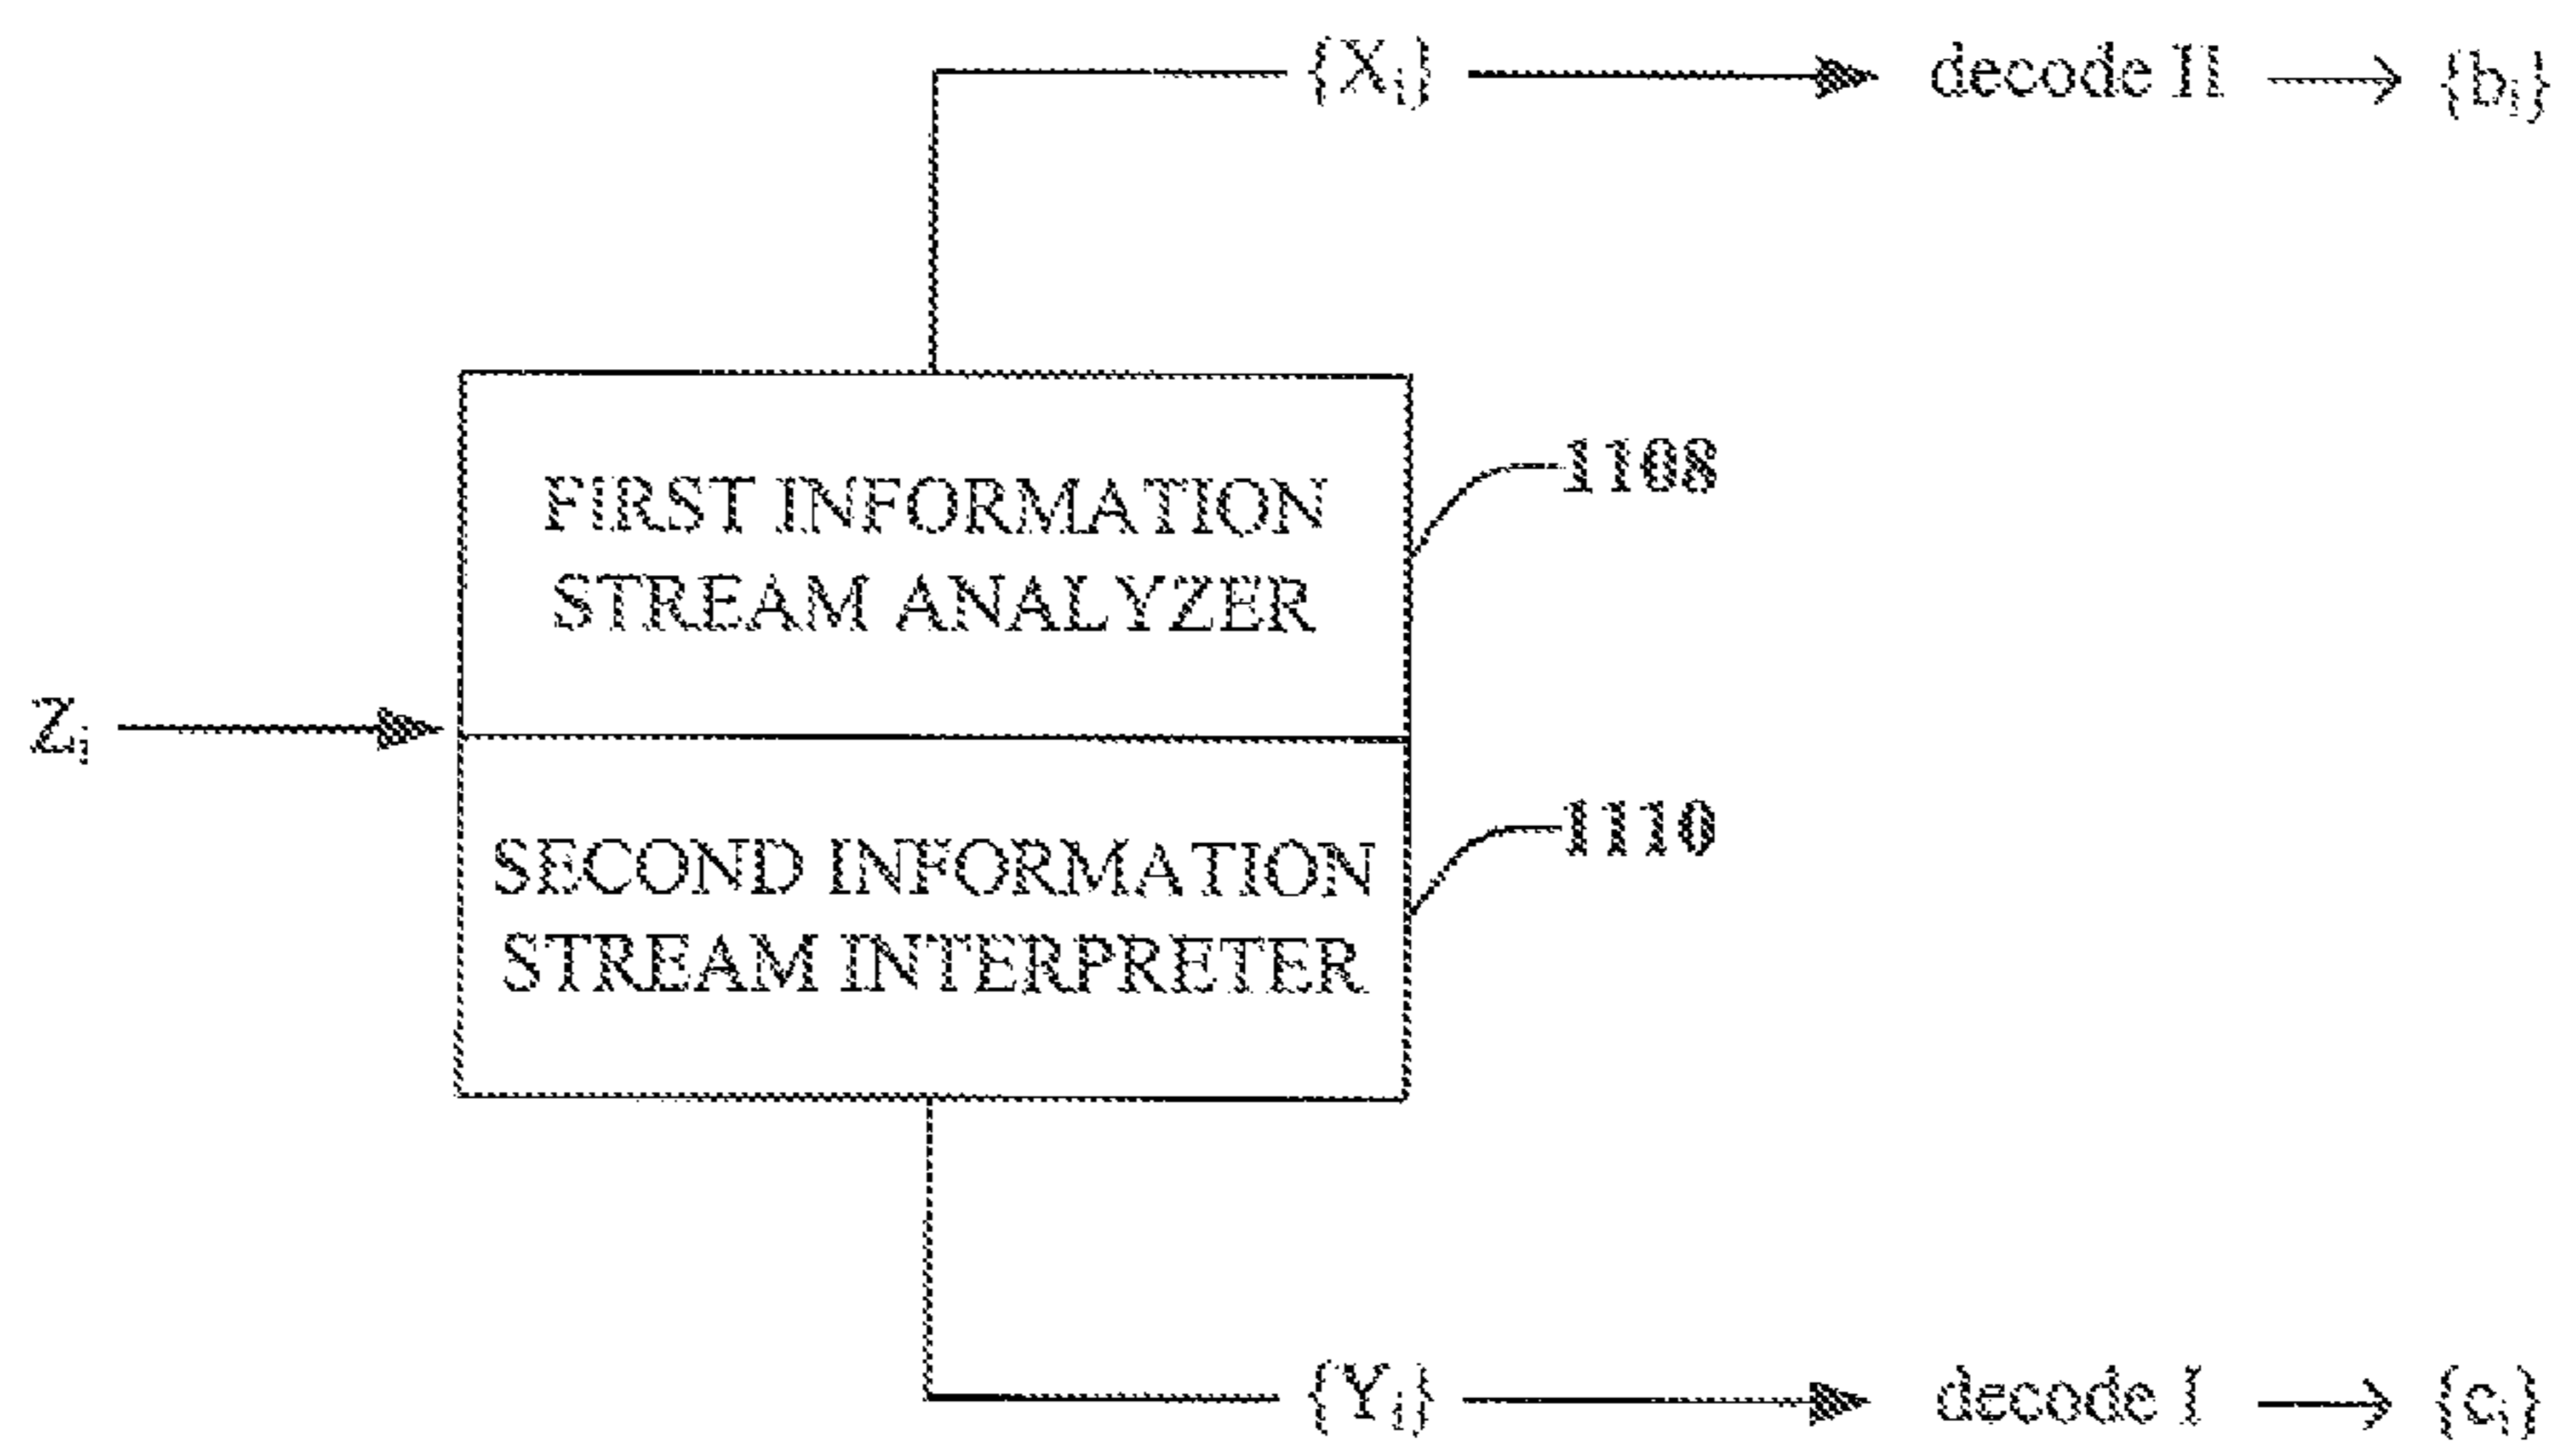 {Xi} decode II {bi}
FIRST INFORMATION
STREAM ANALYZER
1108
Zi
SECOND INFORMATION
STREAM INTERPRETER
1110
{Yi} decode I {ci}